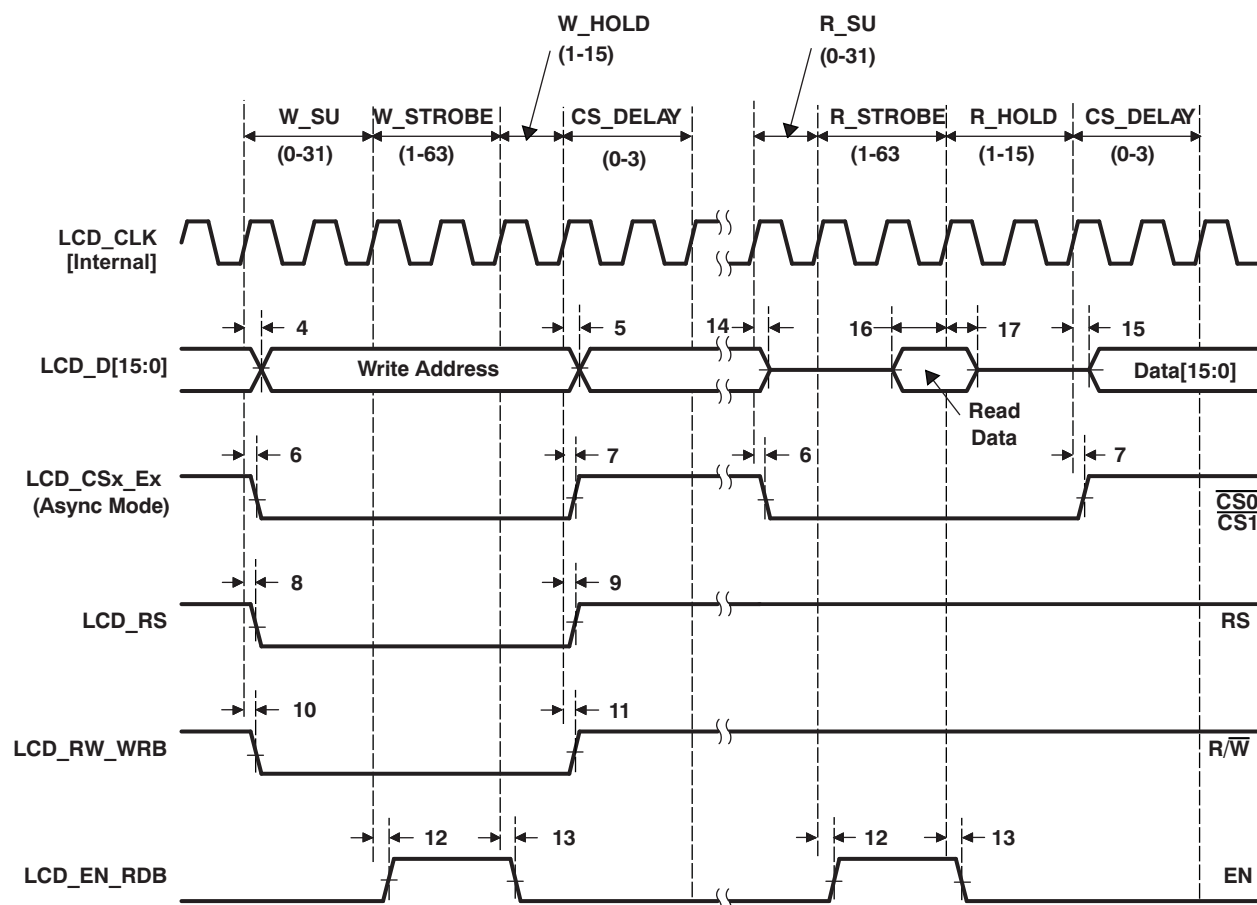 W_HOLD
(1-15)
R_SU
(0-31)
W_SU
W_STROBE
CS_DELAY
R_STROBE
R_HOLD
CS_DELAY
(0-31)
(1-63)
(0-3)
(1-63
(1-15)
(0-3)
LCD_CLK
[Internal]
4
5
14
16
17
15
LCD_D[15:0]
Write Address
Data[15:0]
Read
Data
6
7
6
7
LCD_CSx_Ex
(Async Mode)
CS0
CS1
8
9
LCD_RS
RS
10
11
LCD_RW_WRB
R/W
12
13
12
13
LCD_EN_RDB
EN